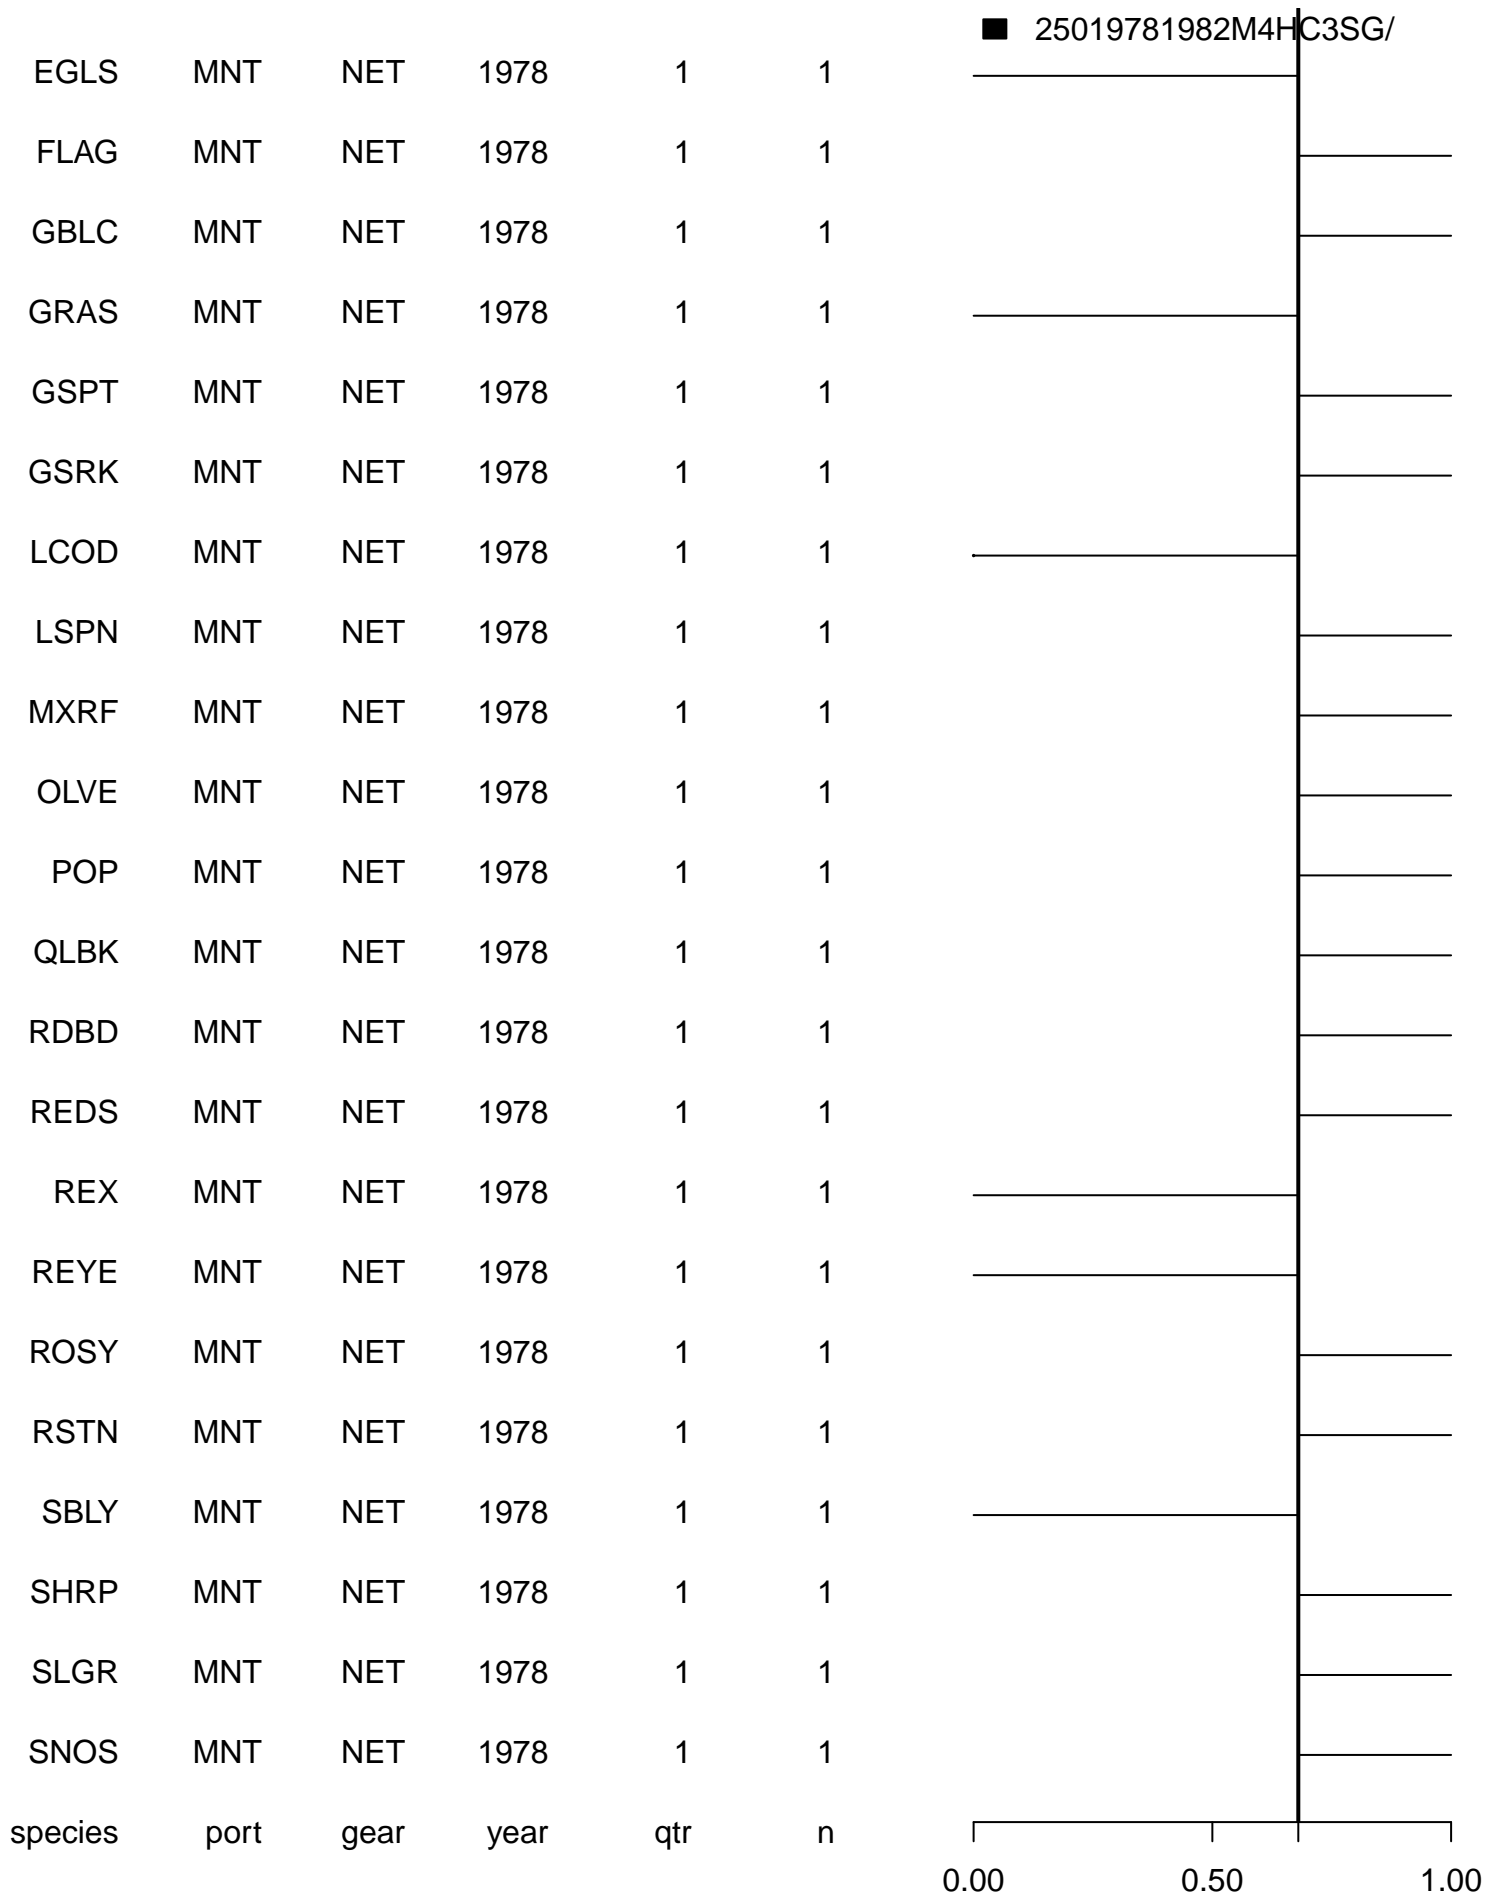 25019781982M4HC3SG/
EGLS MNT NET 1978 1 1
FLAG MNT NET 1978 1 1
GBLC MNT NET 1978 1 1
GRAS MNT NET 1978 1 1
GSPT MNT NET 1978 1 1
GSRK MNT NET 1978 1 1
LCOD MNT NET 1978 1 1
LSPN MNT NET 1978 1 1
MXRF MNT NET 1978 1 1
OLVE MNT NET 1978 1 1
POP MNT NET 1978 1 1
QLBK MNT NET 1978 1 1
RDBD MNT NET 1978 1 1
REDS MNT NET 1978 1 1
REX MNT NET 1978 1 1
REYE MNT NET 1978 1 1
ROSY MNT NET 1978 1 1
RSTN MNT NET 1978 1 1
SBLY MNT NET 1978 1 1
SHRP MNT NET 1978 1 1
SLGR MNT NET 1978 1 1
SNOS MNT NET 1978 1 1
species port gear year qtr n
0.00 0.50 1.00